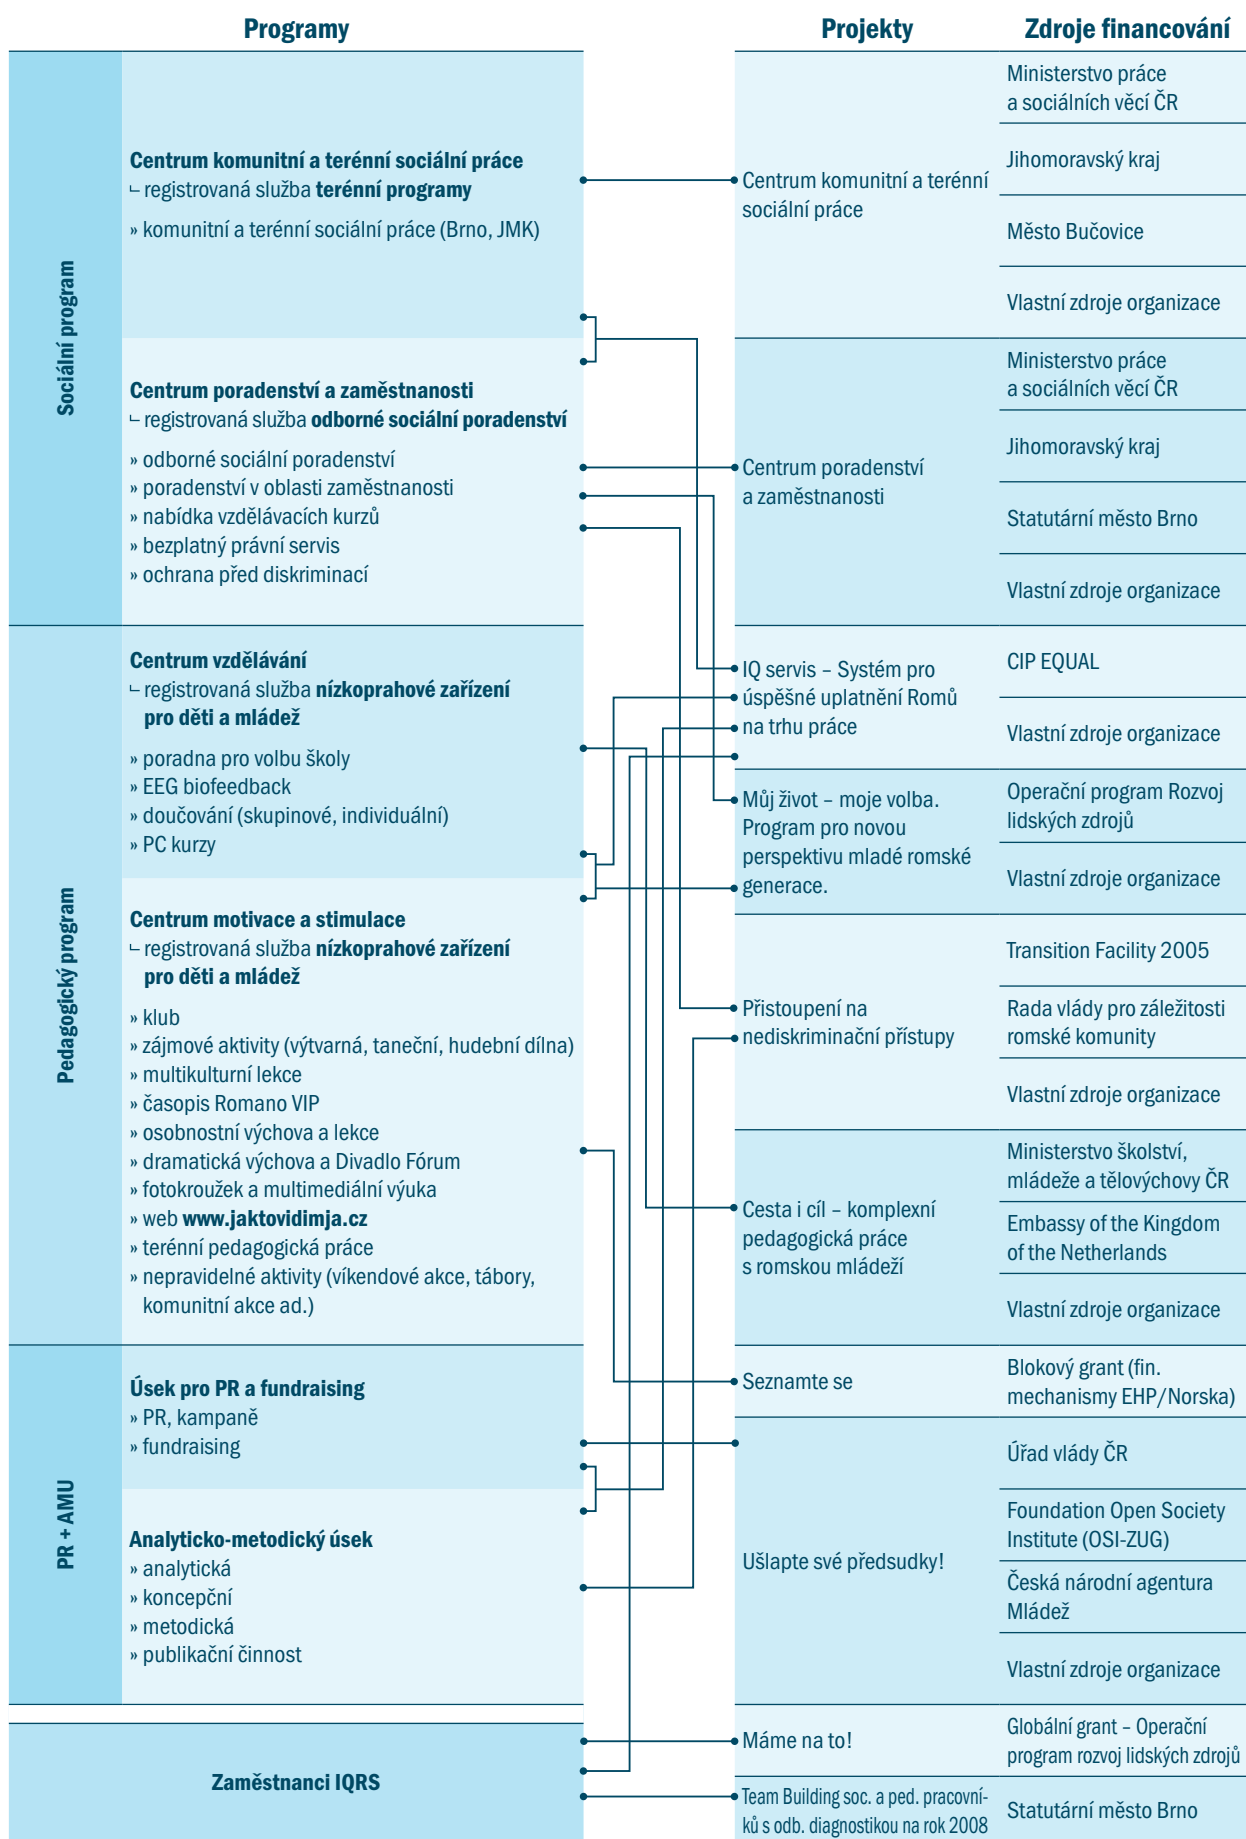 Programy
Projekty
Zdroje financování
Sociální program
Centrum komunitní a terénní sociální práce
registrovaná služba terénní programy
» komunitní a terénní sociální práce (Brno, JMK)
Centrum poradenství a zaměstnanosti
registrovaná služba odborné sociální poradenství
» odborné sociální poradenství
» poradenství v oblasti zaměstnanosti
» nabídka vzdělávacích kurzů
» bezplatný právní servis
» ochrana před diskriminací
Pedagogický program
Centrum vzdělávání
registrovaná služba nízkoprahové zařízení
pro děti a mládež
» poradna pro volbu školy
» EEG biofeedback
» doučování (skupinové, individuální)
» PC kurzy
Centrum motivace a stimulace
registrovaná služba nízkoprahové zařízení
pro děti a mládež
» klub
» zájmové aktivity (výtvarná, taneční, hudební dílna)
» multikulturní lekce
» časopis Romano VIP
» osobnostní výchova a lekce
» dramatická výchova a Divadlo Fórum
» fotokroužek a multimediální výuka
» web www.jaktovidimja.cz
» terénní pedagogická práce
» nepravidelné aktivity (víkendové akce, tábory,
komunitní akce ad.)
PR + AMU
Úsek pro PR a fundraising
» PR, kampaně
» fundraising
Analyticko-metodický úsek
» analytická
» koncepční
» metodická
» publikační činnost
Zaměstnanci IQRS
Centrum komunitní a terénní
sociální práce
Ministerstvo práce
a sociálních věcí ČR
Jihomoravský kraj
Město Bučovice
Vlastní zdroje organizace
Centrum poradenství
a zaměstnanosti
Ministerstvo práce
a sociálních věcí ČR
Jihomoravský kraj
Statutární město Brno
Vlastní zdroje organizace
IQ servis – Systém pro
úspěšné uplatnění Romů
na trhu práce
CIP EQUAL
Vlastní zdroje organizace
Můj život – moje volba.
Program pro novou
perspektivu mladé romské
generace.
Operační program Rozvoj
lidských zdrojů
Vlastní zdroje organizace
Přistoupení na
nediskriminační přístupy
Transition Facility 2005
Rada vlády pro záležitosti
romské komunity
Vlastní zdroje organizace
Cesta i cíl – komplexní
pedagogická práce
s romskou mládeží
Ministerstvo školství,
mládeže a tělovýchovy ČR
Embassy of the Kingdom
of the Netherlands
Vlastní zdroje organizace
Seznamte se
Blokový grant (fin.
mechanismy EHP/Norska)
Ušlapte své předsudky!
Úřad vlády ČR
Foundation Open Society
Institute (OSI-ZUG)
Česká národní agentura
Mládež
Vlastní zdroje organizace
Máme na to!
Globální grant – Operační
program rozvoj lidských zdrojů
Team Building soc. a ped. pracovní-
ků s odb. diagnostikou na rok 2008
Statutární město Brno